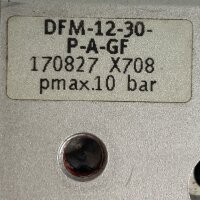 DFM-12-30-
P-A-GF
170827 X708
pmax.10 bar